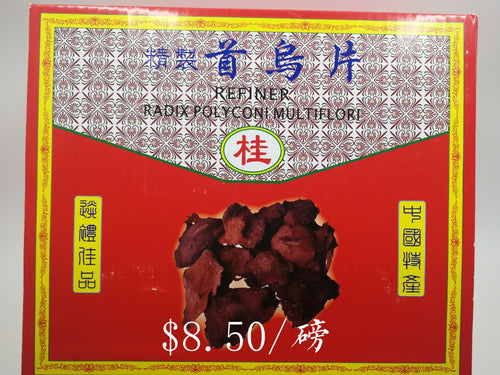 精製首烏片
REFINER
RADIX POLYCONI MULTIFLORI
桂
送禮佳品
中國特產
$8.50/磅